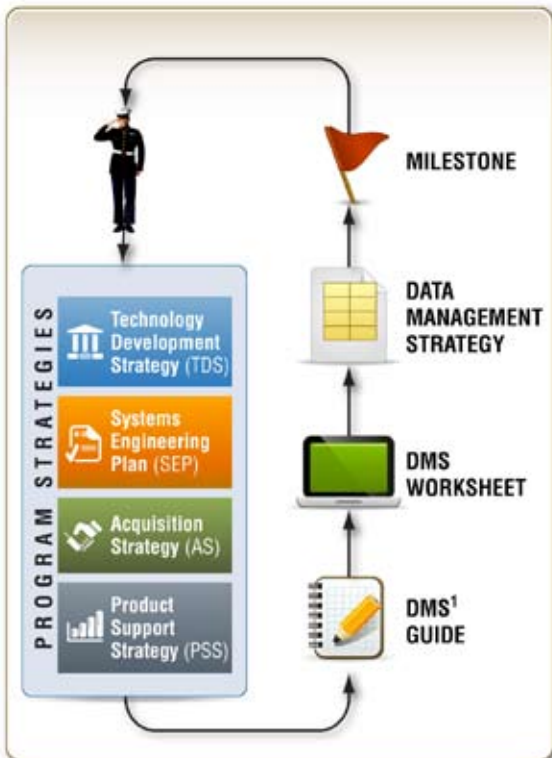 MILESTONE
DATA
MANAGEMENT
STRATEGY
DMS
WORKSHEET
DMS¹
GUIDE
PROGRAM STRATEGIES
Technology
Development
Strategy (TDS)
Systems
Engineering
Plan (SEP)
Acquisition
Strategy (AS)
Product
Support
Strategy (PSS)